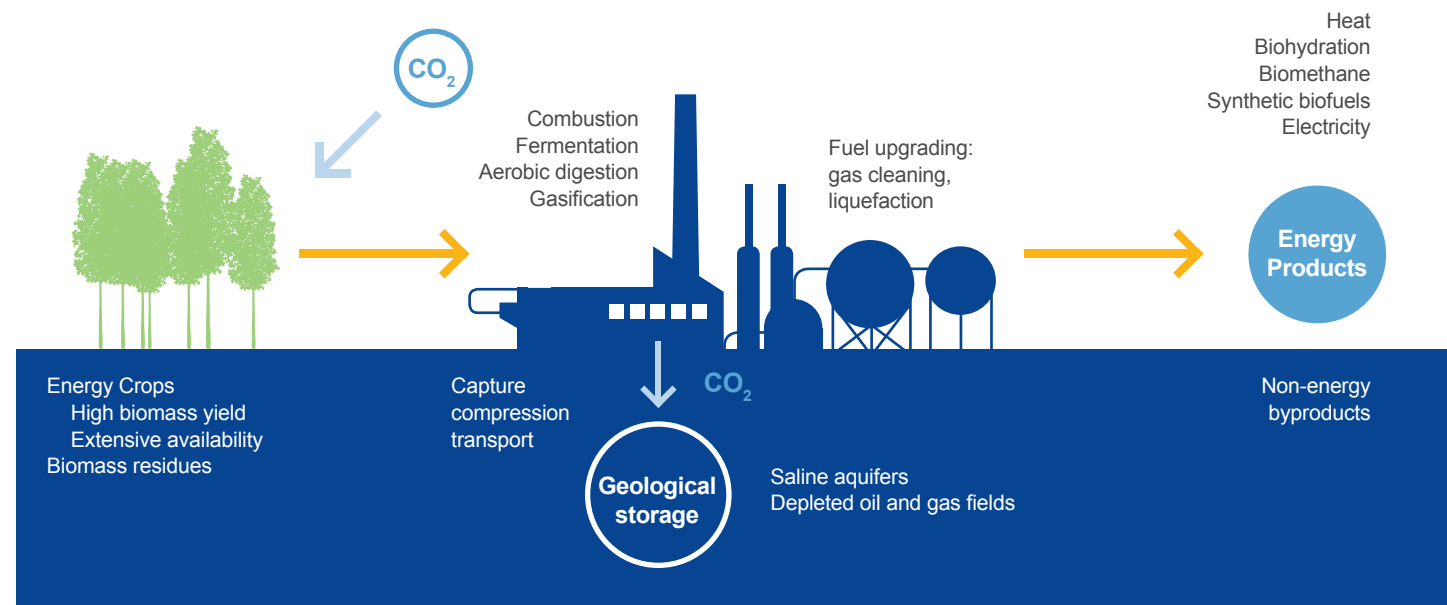 CO₂
Combustion
Fermentation
Aerobic digestion
Gasification
Fuel upgrading:
gas cleaning,
liquefaction
Heat
Biohydration
Biomethane
Synthetic biofuels
Electricity
Energy
Products
Energy Crops
High biomass yield
Extensive availability
Biomass residues
Capture
compression
transport
CO₂
Geological
storage
Saline aquifers
Depleted oil and gas fields
Non-energy
byproducts